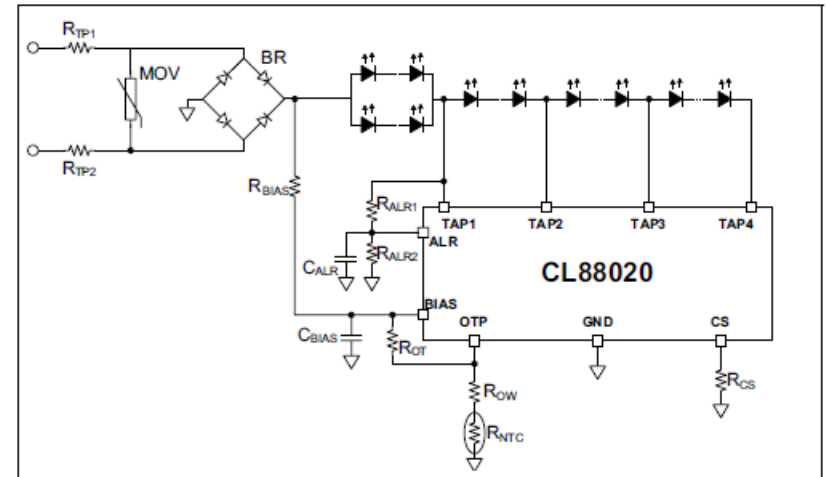 RTP1
MOV
BR
RTP2
RBIAS
RALR1
TAP1 TAP2 TAP3 TAP4
ALR
RALR2
CALR
CL88020
BIAS
OTP GND CS
CBIAS
ROT
ROW
RCS
RNTC